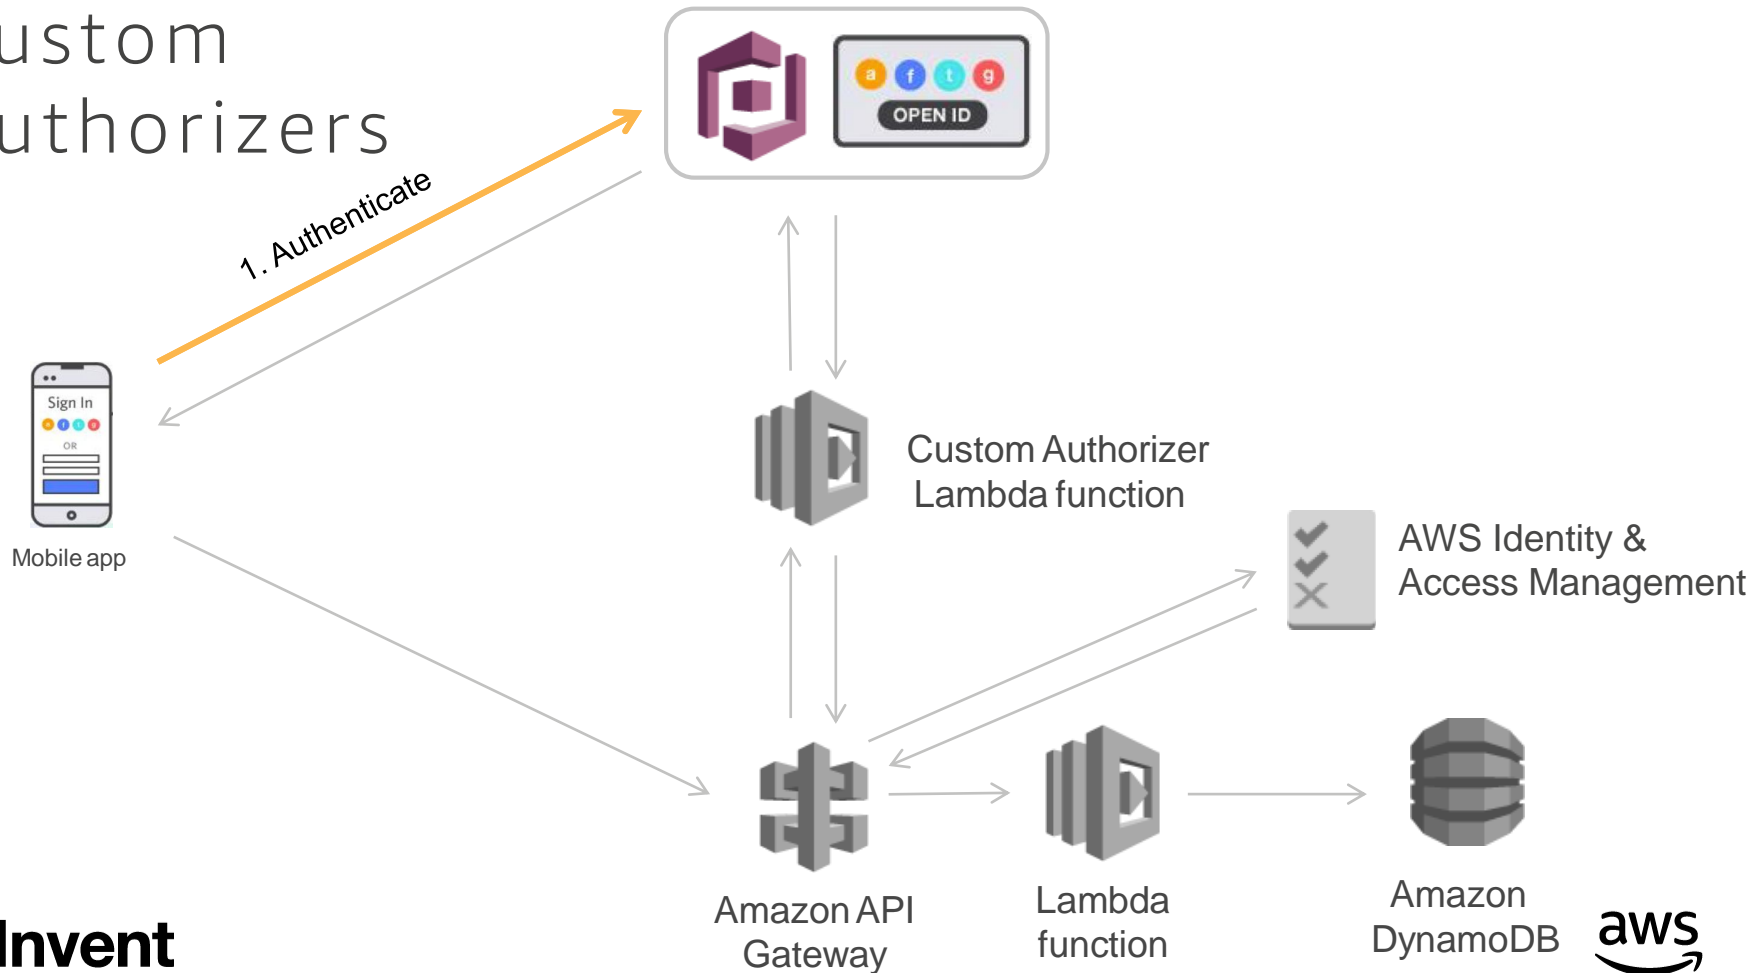 ustom
uthorizers
a f t g
OPEN ID
1. Authenticate
Sign In
a f t g
OR
Mobile app
Custom Authorizer
Lambda function
AWS Identity &
Access Management
Amazon API
Gateway
Lambda
function
Amazon
DynamoDB
Invent
aws